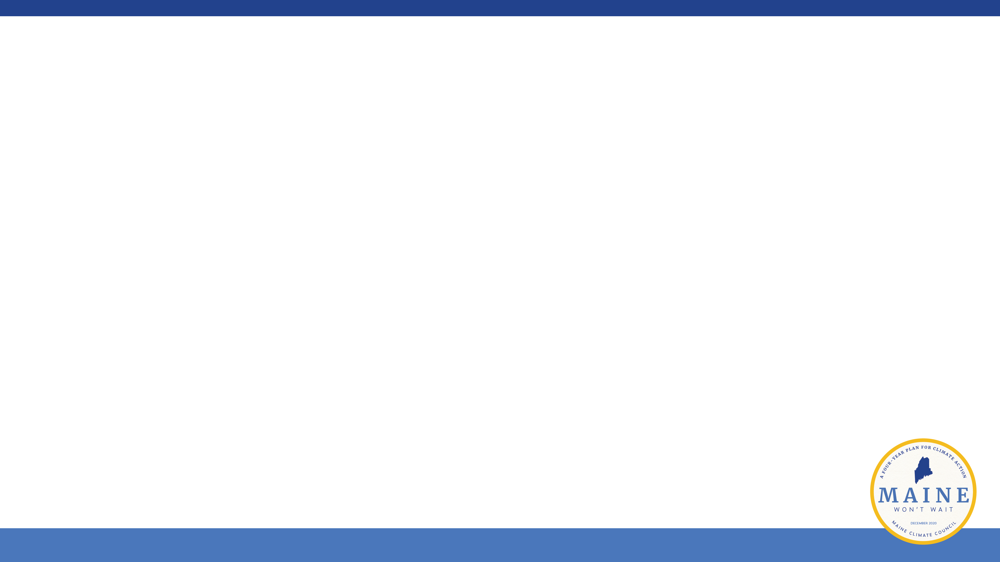 A FOUR-YEAR PLAN FOR CLIMATE ACTION
MAINE
WON'T WAIT
DECEMBER 2020
MAINE CLIMATE COUNCIL